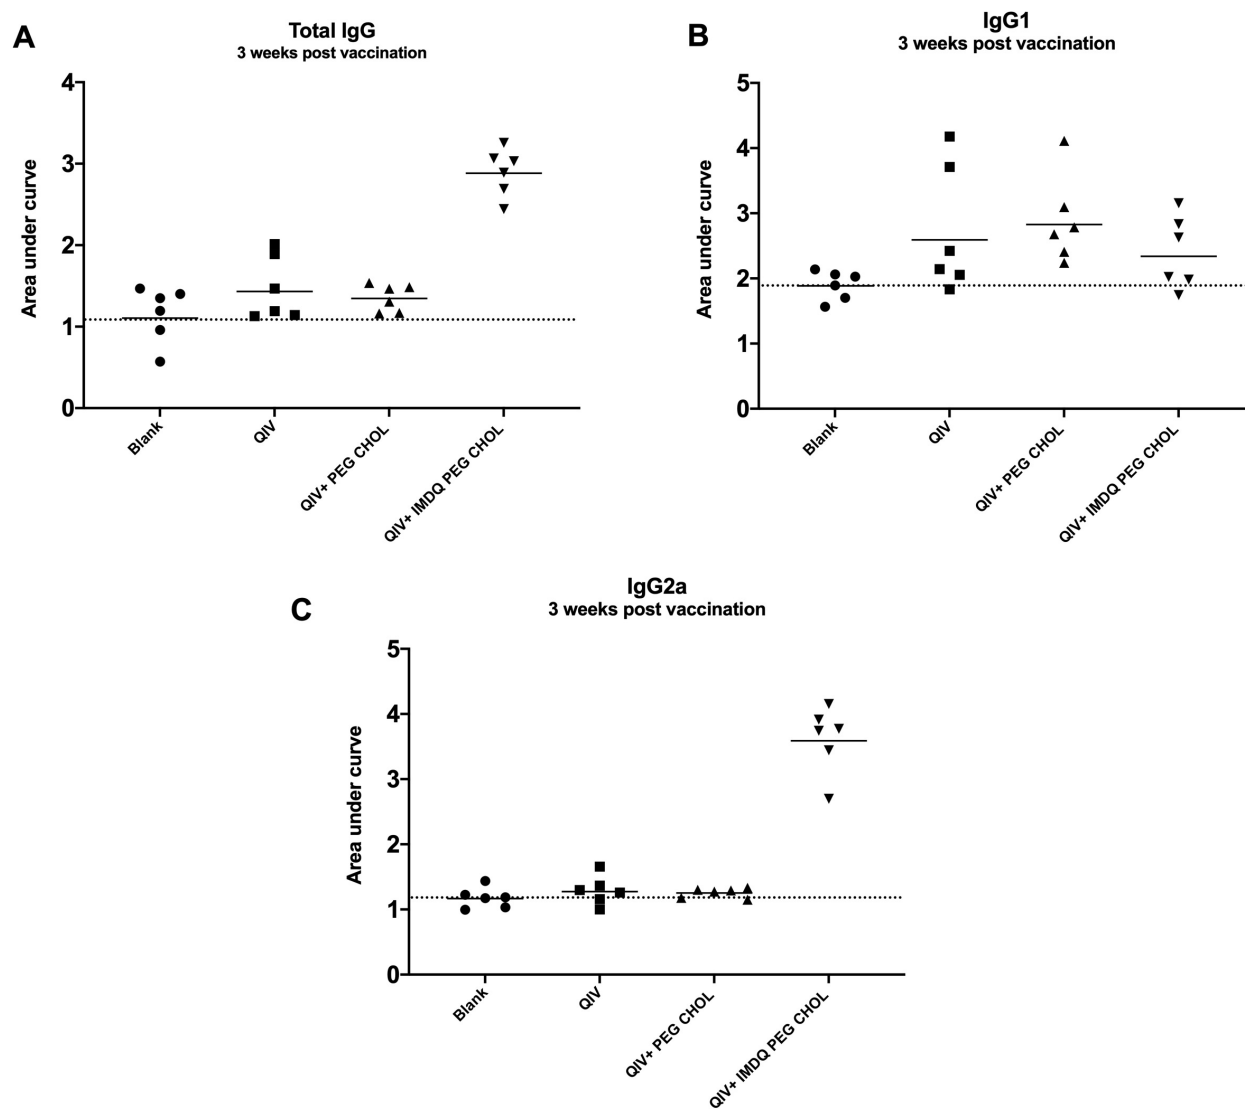 A
Total IgG
3 weeks post vaccination
Area under curve
4
3
2
1
0
Blank
QIV
QIV+ PEG CHOL
QIV+ IMDQ PEG CHOL
B
IgG1
3 weeks post vaccination
Area under curve
5
4
3
2
1
0
Blank
QIV
QIV+ PEG CHOL
QIV+ IMDQ PEG CHOL
C
IgG2a
3 weeks post vaccination
Area under curve
5
4
3
2
1
0
Blank
QIV
QIV+ PEG CHOL
QIV+ IMDQ PEG CHOL